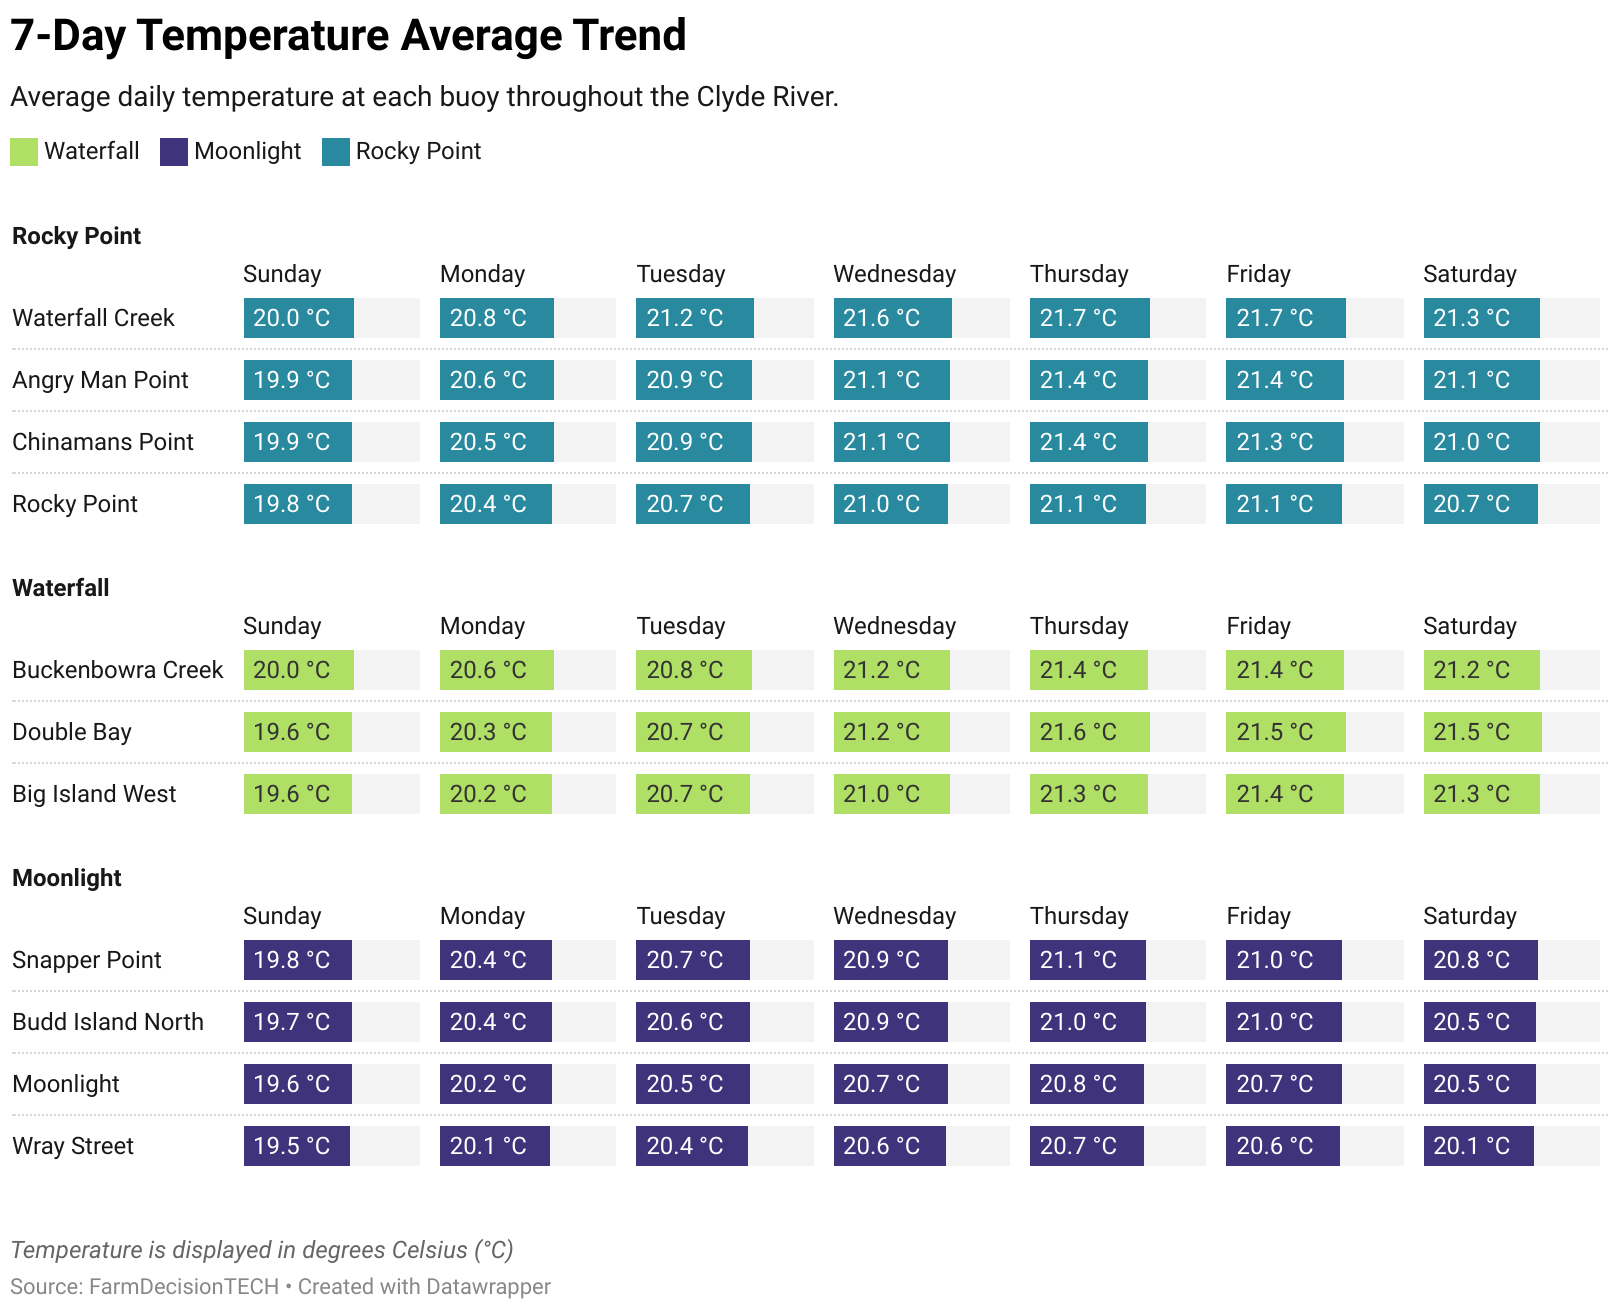 7-Day Temperature Average Trend
Average daily temperature at each buoy throughout the Clyde River.
Waterfall Moonlight Rocky Point
Rocky Point
Sunday Monday Tuesday Wednesday Thursday Friday Saturday
Waterfall Creek 20.0 °C 20.8 °C 21.2 °C 21.6 °C 21.7 °C 21.7 °C 21.3 °C
Angry Man Point 19.9 °C 20.6 °C 20.9 °C 21.1 °C 21.4 °C 21.4 °C 21.1 °C
Chinamans Point 19.9 °C 20.5 °C 20.9 °C 21.1 °C 21.4 °C 21.3 °C 21.0 °C
Rocky Point 19.8 °C 20.4 °C 20.7 °C 21.0 °C 21.1 °C 21.1 °C 20.7 °C
Waterfall
Sunday Monday Tuesday Wednesday Thursday Friday Saturday
Buckenbowra Creek 20.0 °C 20.6 °C 20.8 °C 21.2 °C 21.4 °C 21.4 °C 21.2 °C
Double Bay 19.6 °C 20.3 °C 20.7 °C 21.2 °C 21.6 °C 21.5 °C 21.5 °C
Big Island West 19.6 °C 20.2 °C 20.7 °C 21.0 °C 21.3 °C 21.4 °C 21.3 °C
Moonlight
Sunday Monday Tuesday Wednesday Thursday Friday Saturday
Snapper Point 19.8 °C 20.4 °C 20.7 °C 20.9 °C 21.1 °C 21.0 °C 20.8 °C
Budd Island North 19.7 °C 20.4 °C 20.6 °C 20.9 °C 21.0 °C 21.0 °C 20.5 °C
Moonlight 19.6 °C 20.2 °C 20.5 °C 20.7 °C 20.8 °C 20.7 °C 20.5 °C
Wray Street 19.5 °C 20.1 °C 20.4 °C 20.6 °C 20.7 °C 20.6 °C 20.1 °C
Temperature is displayed in degrees Celsius (°C)
Source: FarmDecisionTECH • Created with Datawrapper